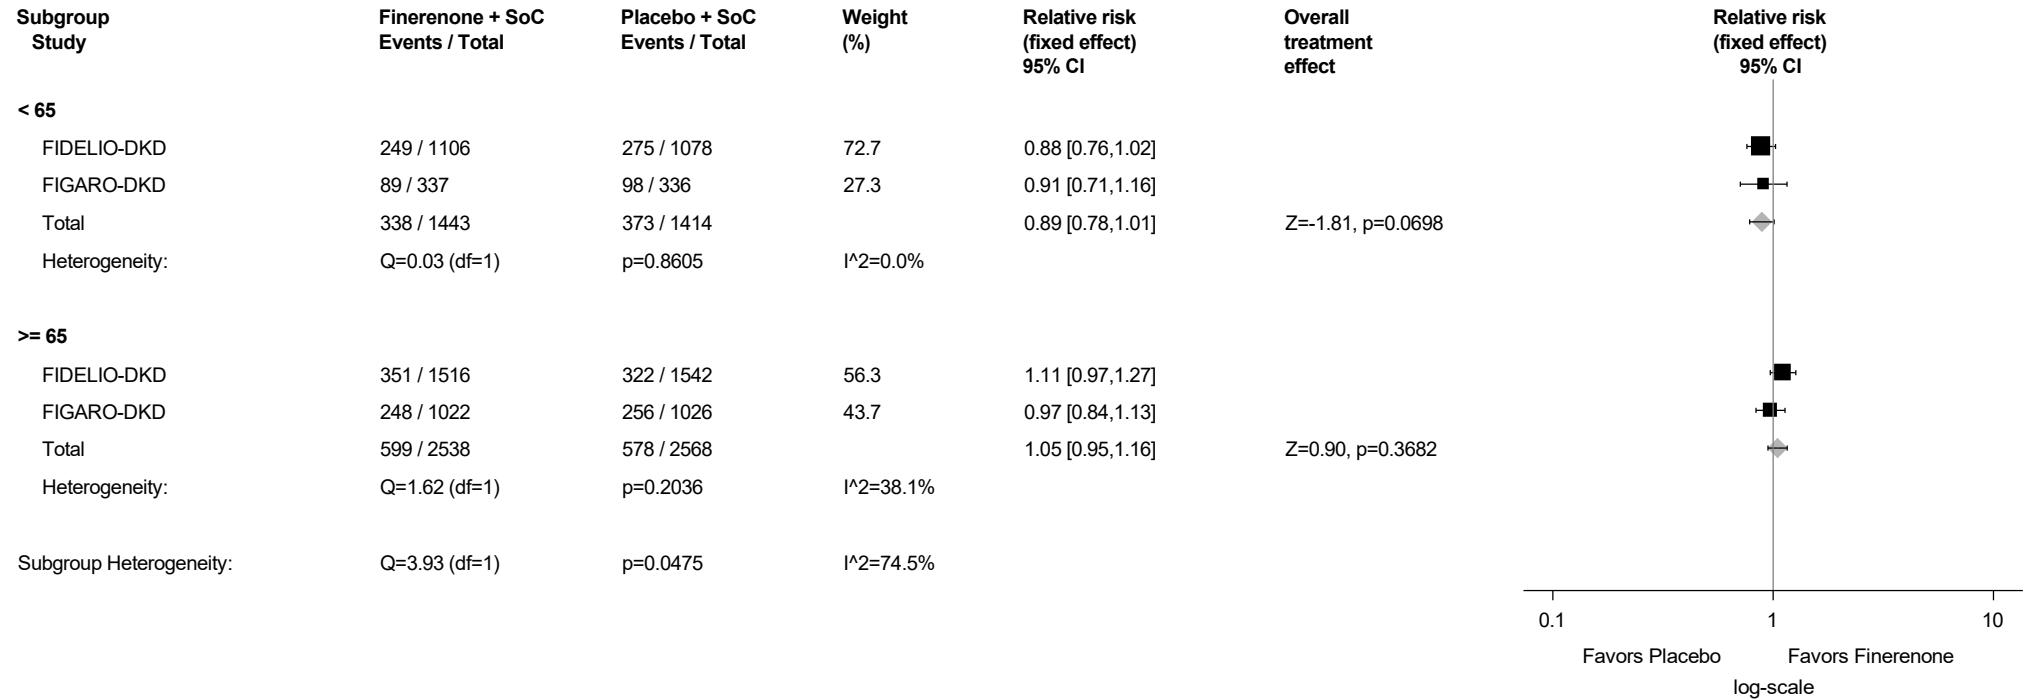 Subgroup Finerenone + SoC Placebo + SoC Weight Relative risk Overall Relative risk
Study Events / Total Events / Total (%) (fixed effect) treatment (fixed effect)
95% CI effect 95% CI
< 65
FIDELIO-DKD 249 / 1106 275 / 1078 72.7 0.88 [0.76,1.02]
FIGARO-DKD 89 / 337 98 / 336 27.3 0.91 [0.71,1.16]
Total 338 / 1443 373 / 1414 0.89 [0.78,1.01] Z=-1.81, p=0.0698
Heterogeneity: Q=0.03 (df=1) p=0.8605 I^2=0.0%
>= 65
FIDELIO-DKD 351 / 1516 322 / 1542 56.3 1.11 [0.97,1.27]
FIGARO-DKD 248 / 1022 256 / 1026 43.7 0.97 [0.84,1.13]
Total 599 / 2538 578 / 2568 1.05 [0.95,1.16] Z=0.90, p=0.3682
Heterogeneity: Q=1.62 (df=1) p=0.2036 I^2=38.1%
Subgroup Heterogeneity: Q=3.93 (df=1) p=0.0475 I^2=74.5%
0.1 1 10
Favors Placebo Favors Finerenone
log-scale